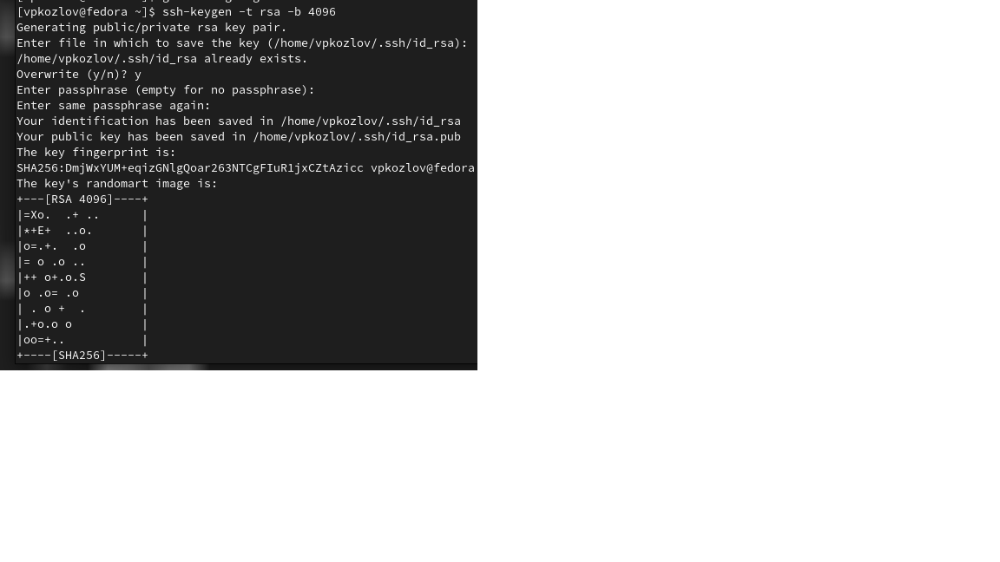 [vpkozlov@fedora ~]$ ssh-keygen -t rsa -b 4096
Generating public/private rsa key pair.
Enter file in which to save the key (/home/vpkozlov/.ssh/id_rsa):
/home/vpkozlov/.ssh/id_rsa already exists.
Overwrite (y/n)? y
Enter passphrase (empty for no passphrase):
Enter same passphrase again:
Your identification has been saved in /home/vpkozlov/.ssh/id_rsa
Your public key has been saved in /home/vpkozlov/.ssh/id_rsa.pub
The key fingerprint is:
SHA256:DmjWxYUM+eqizGNlgQoar263NTCgFIuR1jxCZtAzicc vpkozlov@fedora
The key's randomart image is:
+---[RSA 4096]----+
|=Xo.  .+ ..      |
|*+E+  ..o.       |
|o=.+.  .o        |
|= o .o ..        |
|++ o+.o.S        |
|o .o= .o         |
| . o +  .        |
|.+o.o o          |
|oo=+..           |
+----[SHA256]-----+